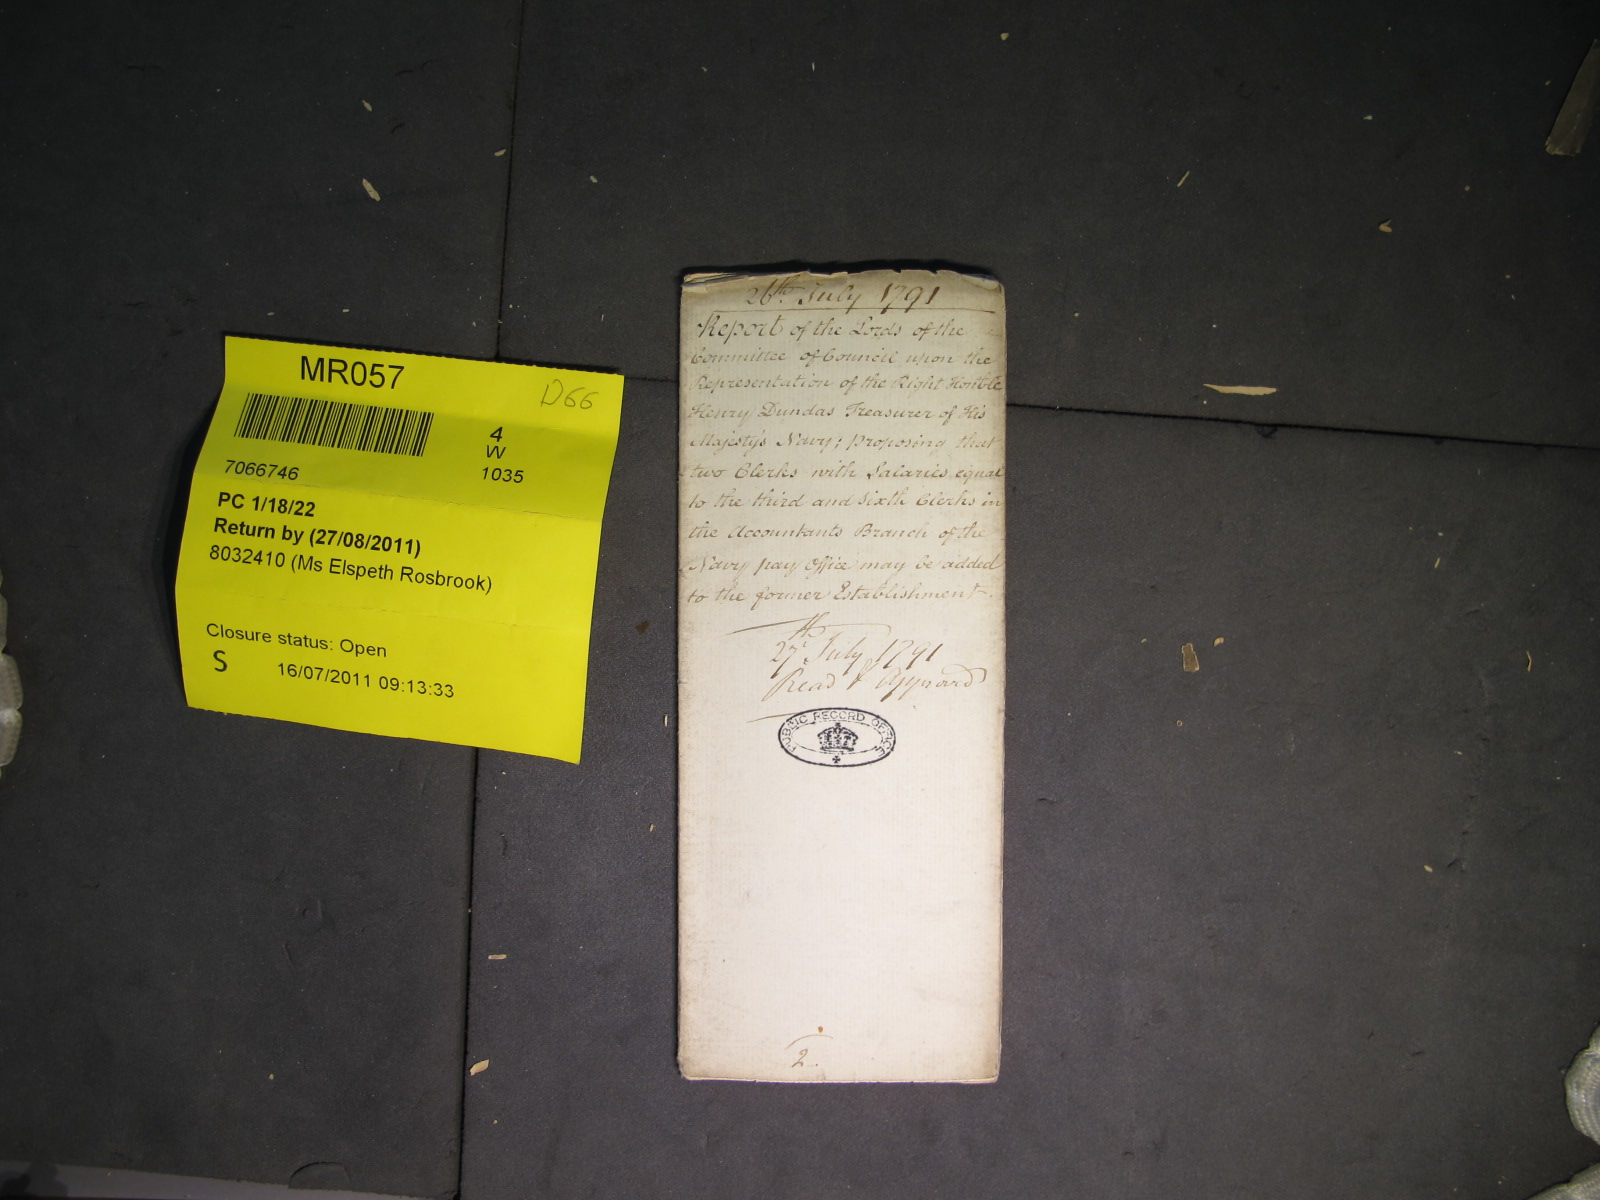 MR057
D66
4
W
7066746
1035
PC 1/18/22
Return by (27/08/2011)
8032410 (Ms Elspeth Rosbrook)
Closure status: Open
S
16/07/2011 09:13:33
26th July 1791
Report of the Lords of the
Committee of Council upon the
Representation of the Right Honble
Henry Dundas Treasurer of His
Majesty's Navy; proposing that
two Clerks with Salaries equal
to the third and sixth Clerks in
the Accountants Branch of the
Navy pay Office may be added
to the former Establishment.
27th July 1791
Read & Approved
PUBLIC RECORD OFFICE
2.